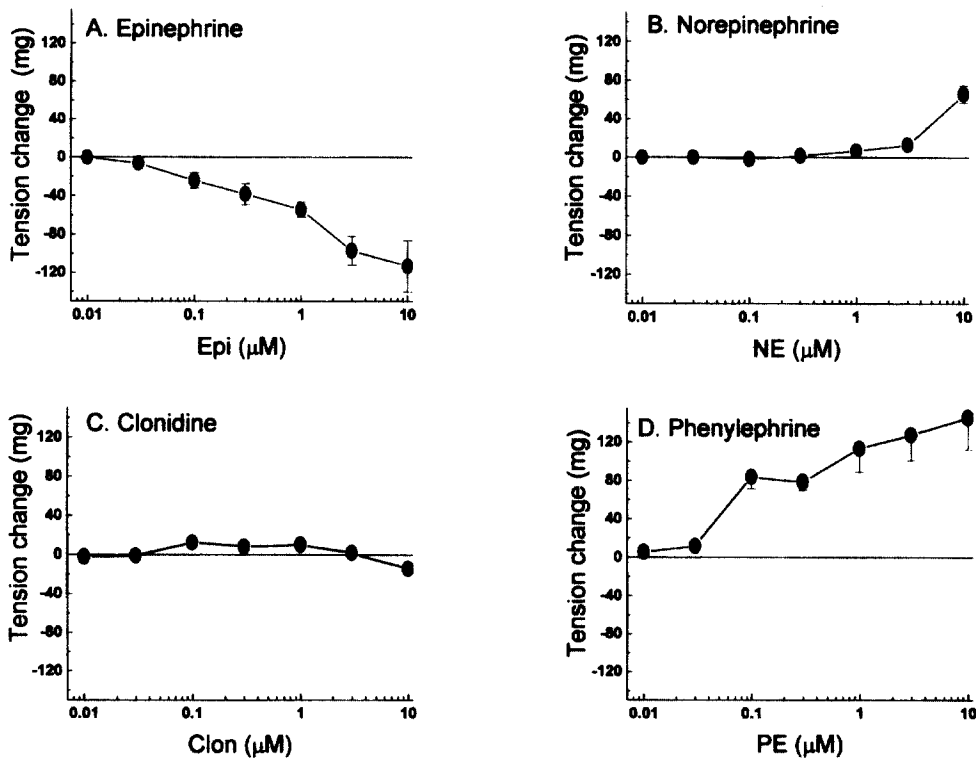 A. Epinephrine
Tension change (mg)
120
80
40
0
-40
-80
-120
0.01 0.1 1 10
Epi (μM)
B. Norepinephrine
Tension change (mg)
120
80
40
0
-40
-80
-120
0.01 0.1 1 10
NE (μM)
C. Clonidine
Tension change (mg)
120
80
40
0
-40
-80
-120
0.01 0.1 1 10
Clon (μM)
D. Phenylephrine
Tension change (mg)
120
80
40
0
-40
-80
-120
0.01 0.1 1 10
PE (μM)